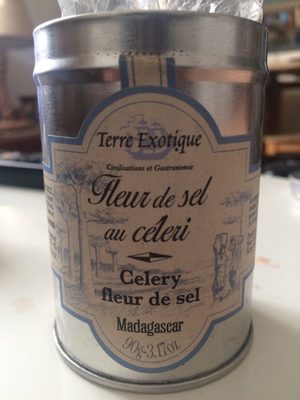 Terre Exotique
Civilisations et Gastronomie
Fleur de sel
au celeri
Celery
fleur de sel
Madagascar
90g-3.17oz